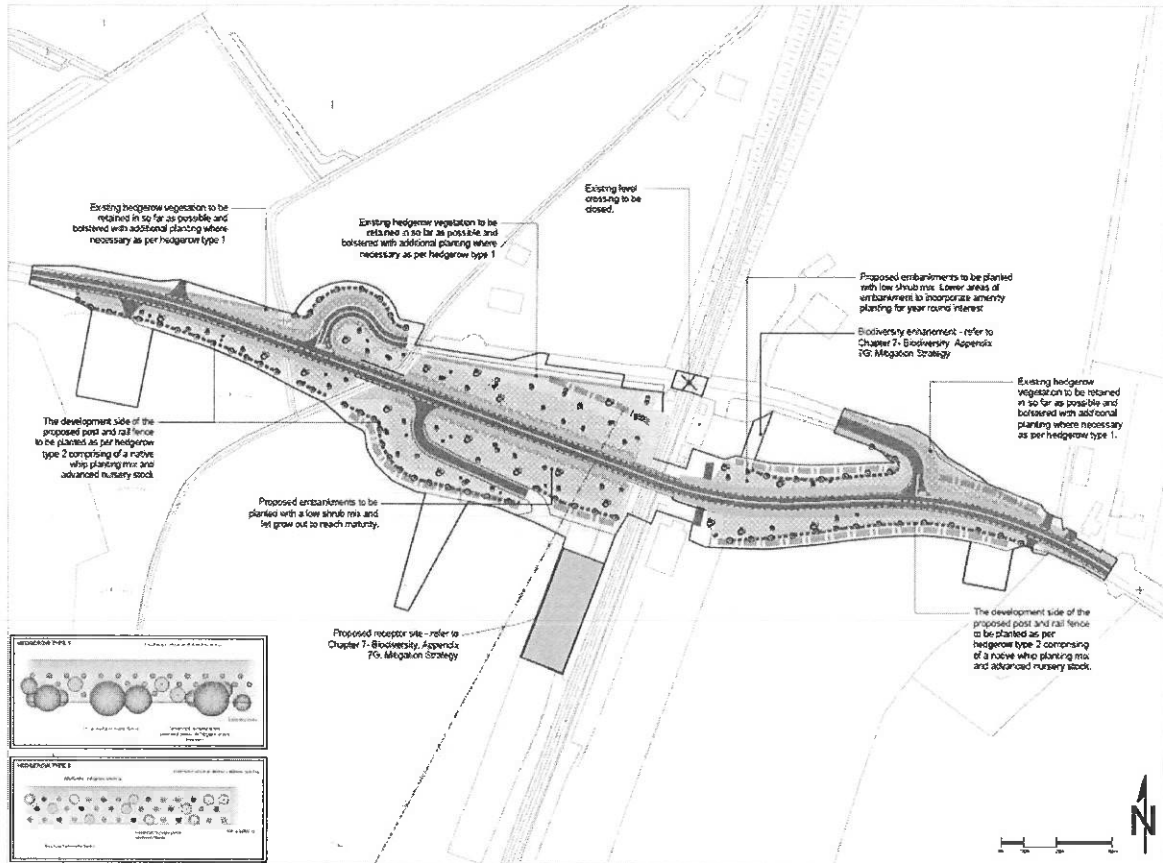 Existing hedgerow vegetation to be
retained in so far as possible and
bolstered with additional planting where
necessary as per hedgerow type 1
Existing hedgerow vegetation to be
retained in so far as possible and
bolstered with additional planting where
necessary as per hedgerow type 1
Existing level
crossing to be
closed.
Proposed embankments to be planted
with low shrub mix. Lower areas of
embankment to incorporate amenity
planting for year round interest
Biodiversity enhanement - refer to
Chapter 7- Biodiversity, Appendix
7G: Mitigation Strategy
Existing hedgerow
vegetation to be retained
in so far as possible and
bolstered with additional
planting where necessary
as per hedgerow type 1.
The development side of the
proposed post and rail fence
to be planted as per hedgerow
type 2 comprising of a native
whip planting mix and
advanced nursery stock
Proposed embankments to be
planted with a low shrub mix and
let grow out to reach maturity.
Proposed receptor site - refer to
Chapter 7- Biodiversity, Appendix
7G: Mitigation Strategy
The development side of the
proposed post and rail fence
to be planted as per
hedgerow type 2 comprising
of a native whip planting mix
and advanced nursery stock.
HEDGEROW TYPE
HEDGEROW TYPE
N